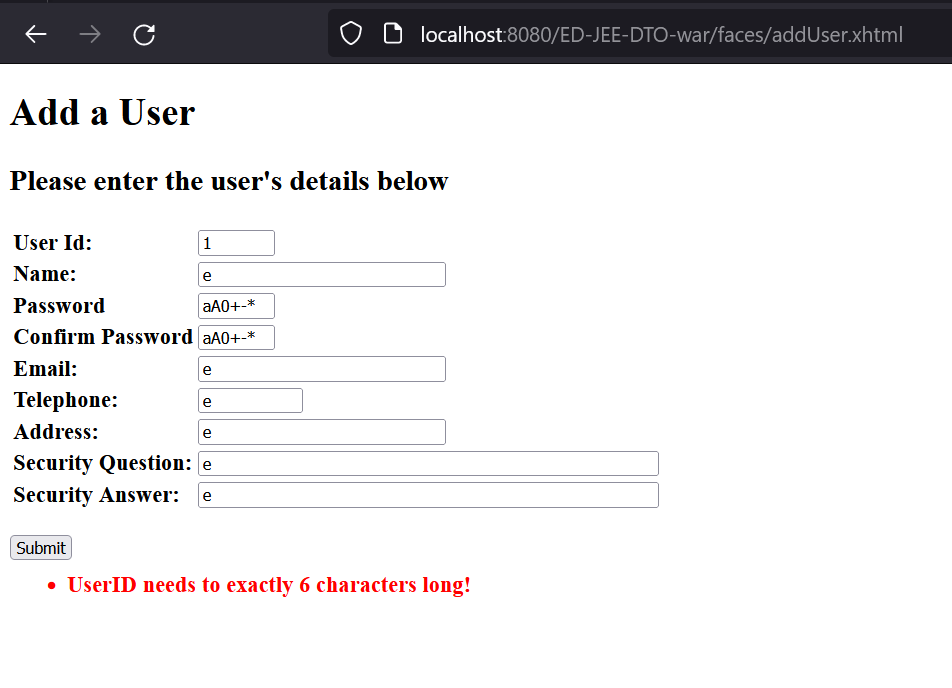 localhost:8080/ED-JEE-DTO-war/faces/addUser.xhtml
Add a User
Please enter the user's details below
User Id: 1
Name: e
Password aA0+-*
Confirm Password aA0+-*
Email: e
Telephone: e
Address: e
Security Question: e
Security Answer: e
Submit
UserID needs to exactly 6 characters long!